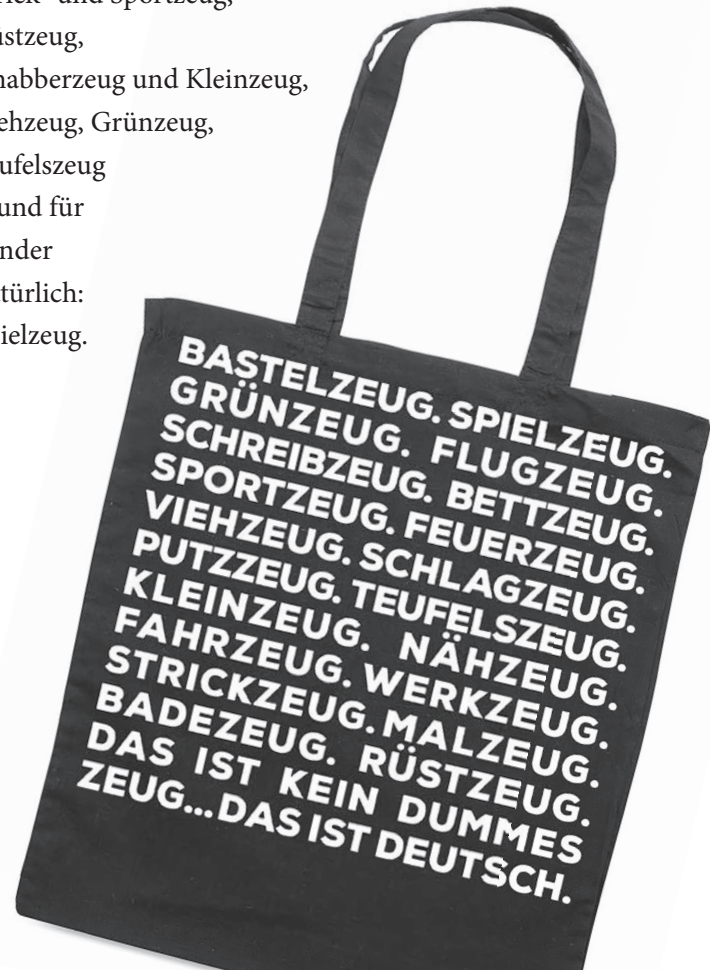 und Sportzeug,
und Kleinzeug,
Grünzeug,
und für
BASTELZEUG. SPIELZEUG.
GRÜNZEUG. FLUGZEUG.
SCHREIBZEUG. BETTZEUG.
SPORTZEUG. FEUERZEUG.
VIEHZEUG. SCHLAGZEUG.
PUTZZEUG. TEUFELSZEUG.
KLEINZEUG. NÄHZEUG.
FAHRZEUG. WERKZEUG.
STRICKZEUG. MALZEUG.
BADEZEUG. RÜSTZEUG.
DAS IST KEIN DUMMES
ZEUG... DAS IST DEUTSCH.